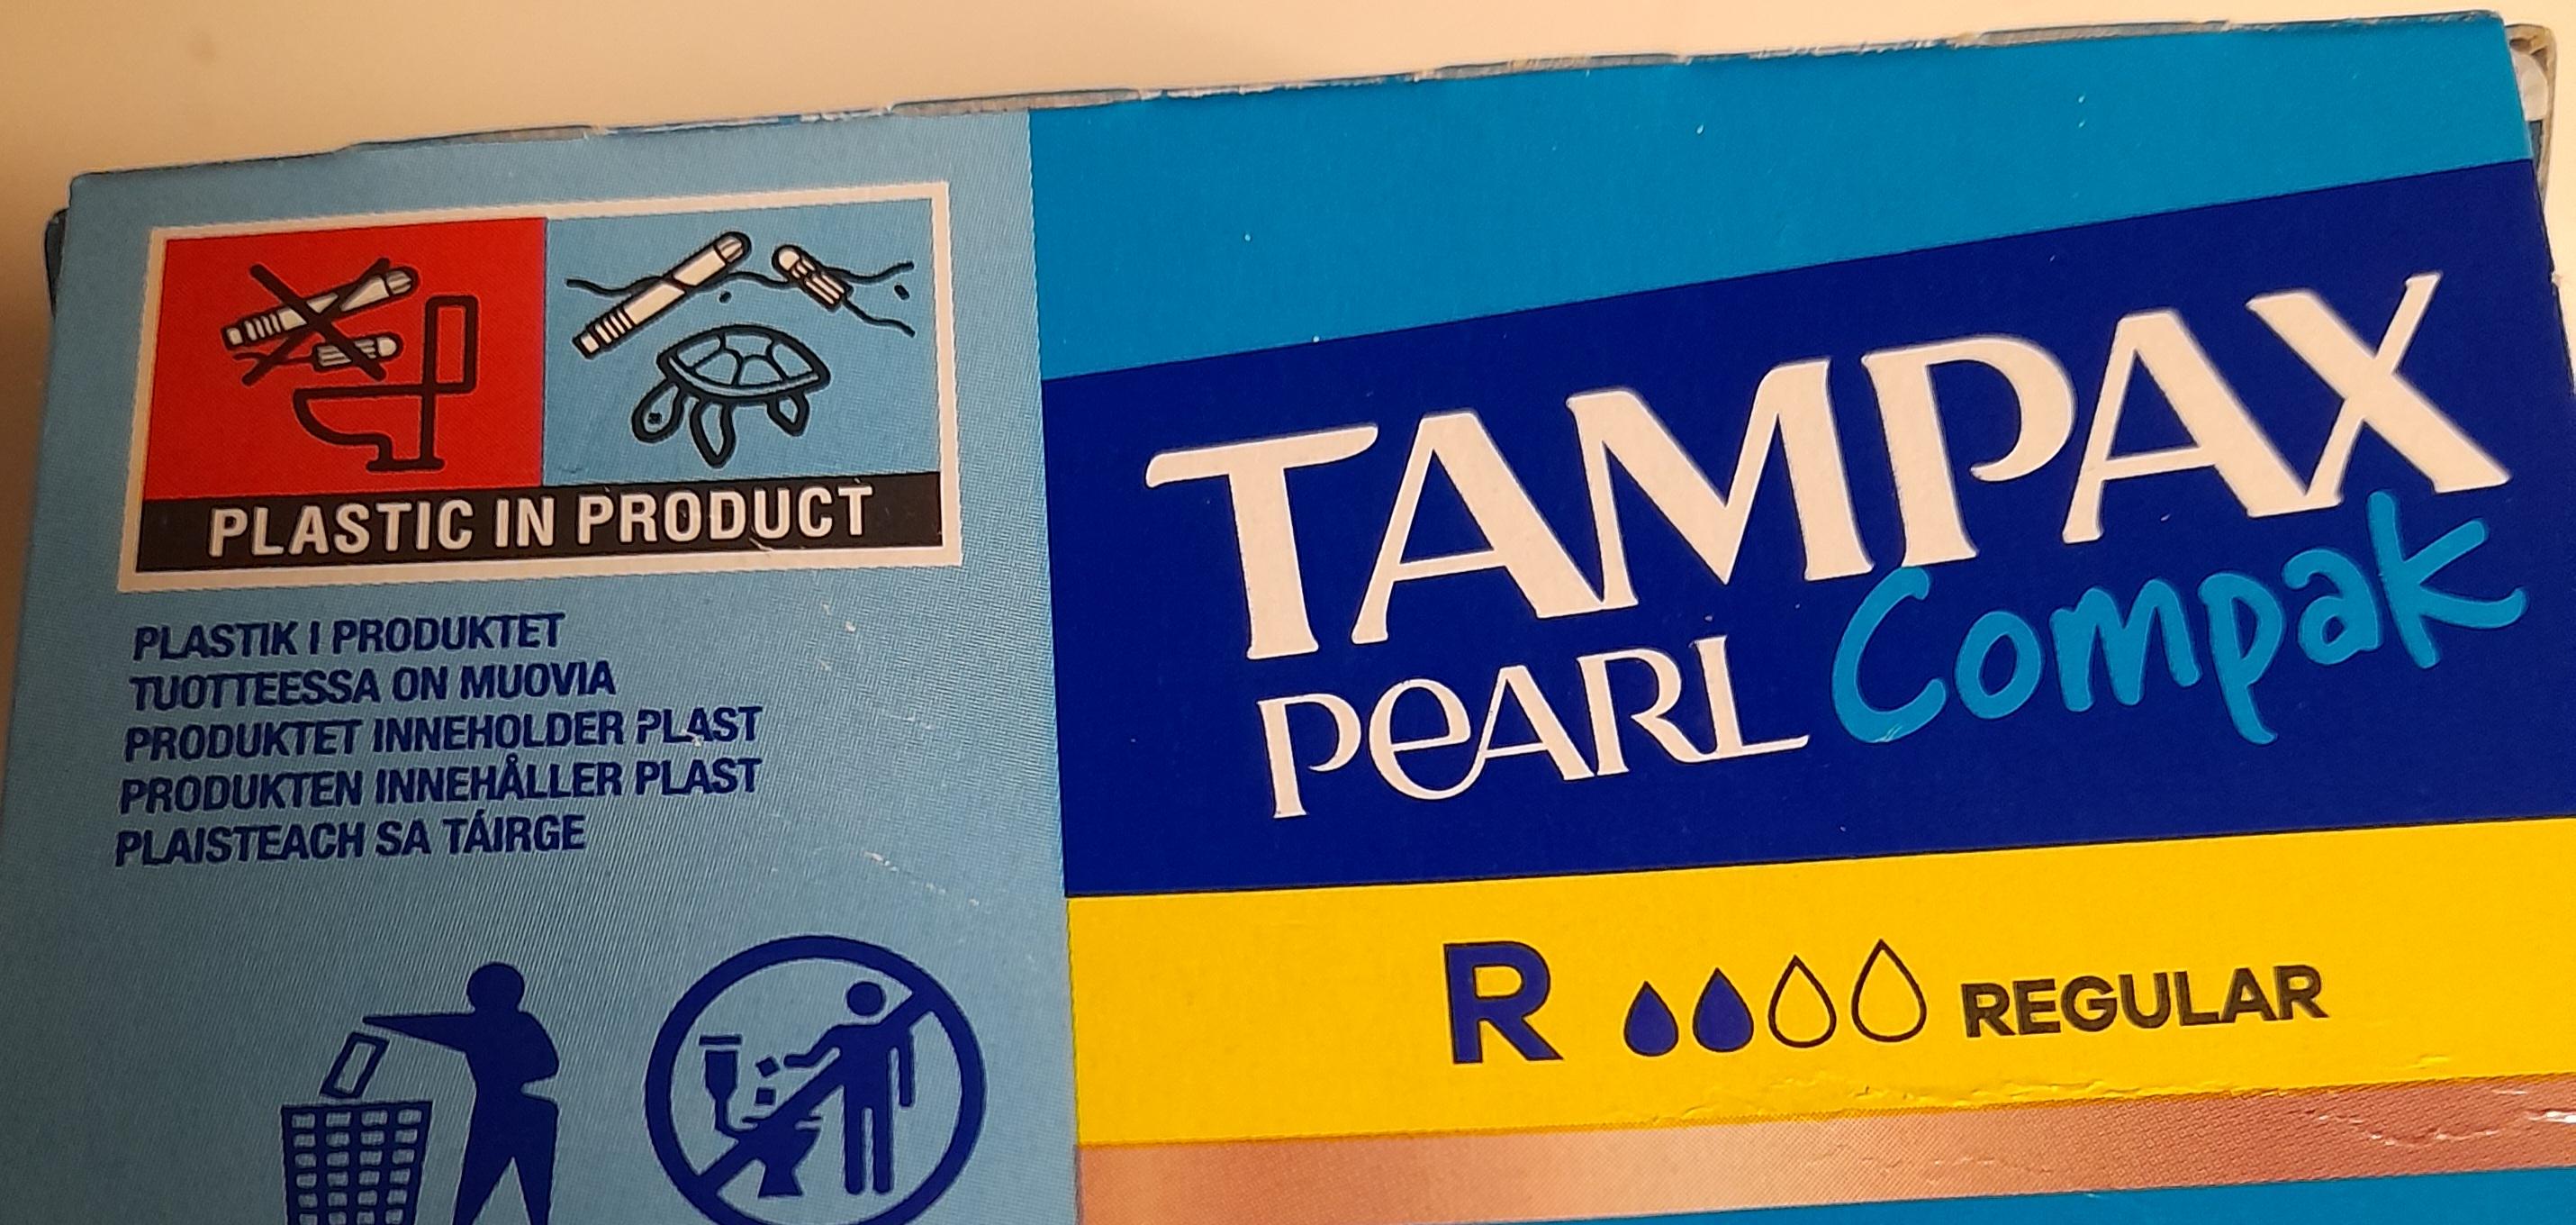 PLASTIC IN PRODUCT
PLASTIK I PRODUKTET
TUOTTEESSA ON MUOVIA
PRODUKTET INNEHOLDER PLAST
PRODUKTEN INNEHÅLLER PLAST
PLAISTEACH SA TÁIRGE
TAMPAX
PeARL Compak
R REGULAR